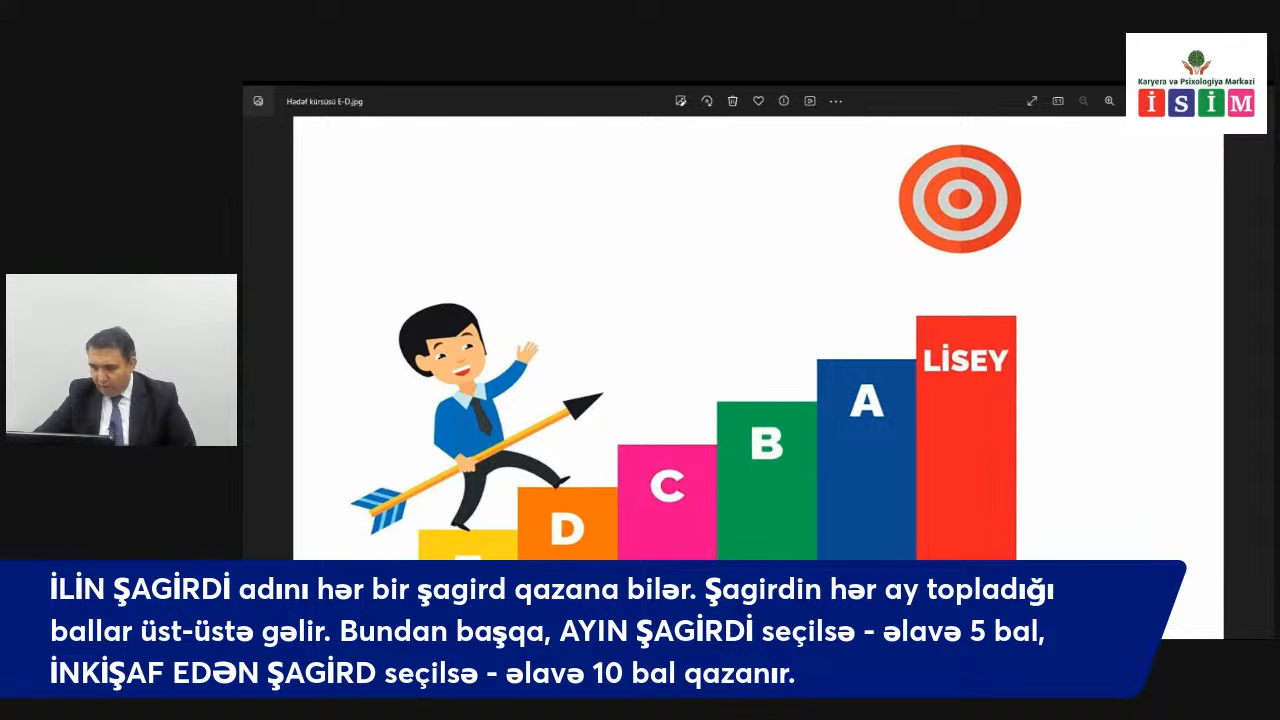 Karyera və Psixologiya Mərkəzi
İSİM
Hədəf kürsüsü E-D.jpg
LİSEY
A
B
C
D
İLİN ŞAGİRDİ adını hər bir şagird qazana bilər. Şagirdin hər ay topladığı
ballar üst-üstə gəlir. Bundan başqa, AYIN ŞAGİRDİ seçilsə - əlavə 5 bal,
İNKİŞAF EDƏN ŞAGİRD seçilsə - əlavə 10 bal qazanır.